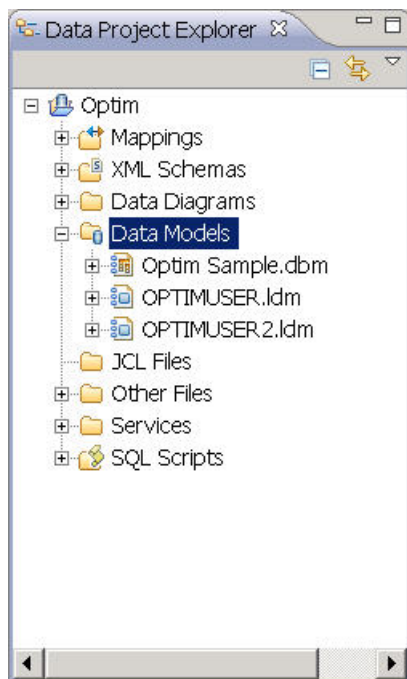 Data Project Explorer
Optim
Mappings
XML Schemas
Data Diagrams
Data Models
Optim Sample.dbm
OPTIMUSER.ldm
OPTIMUSER2.ldm
JCL Files
Other Files
Services
SQL Scripts